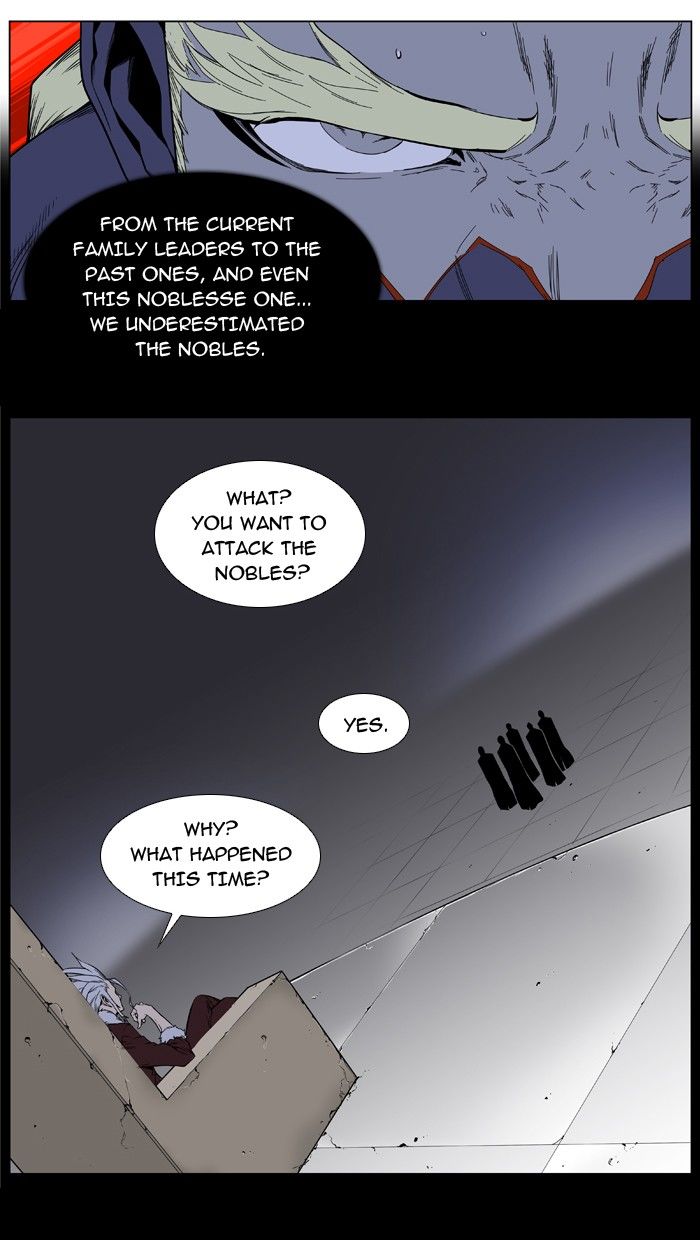 FROM THE CURRENT
FAMILY LEADERS TO THE
PAST ONES, AND EVEN
THIS NOBLESSE ONE...
WE UNDERESTIMATED
THE NOBLES.
WHAT?
YOU WANT TO
ATTACK THE
NOBLES?
YES.
WHY?
WHAT HAPPENED
THIS TIME?